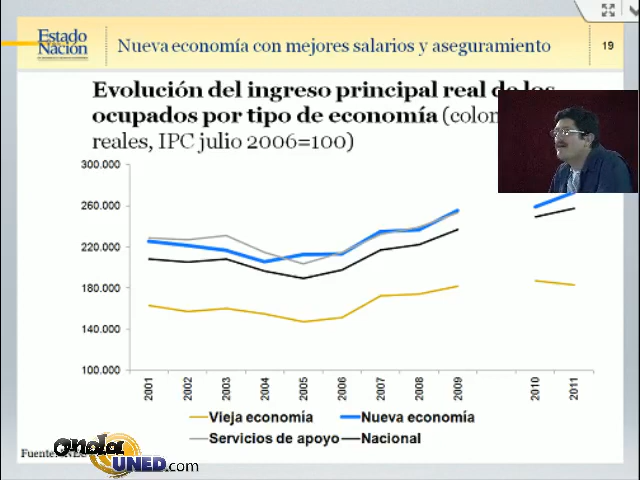 Estado
Nación
Nueva economía con mejores salarios y aseguramiento
19
Evolución del ingreso principal real de los
ocupados por tipo de economía (colon
reales, IPC julio 2006=100)
300.000
260.000
220.000
180.000
140.000
100.000
2001
2002
2003
2004
2005
2006
2007
2008
2009
2010
2011
Vieja economía
Nueva economía
Servicios de apoyo
Nacional
Fuente:
onda
UNED.com